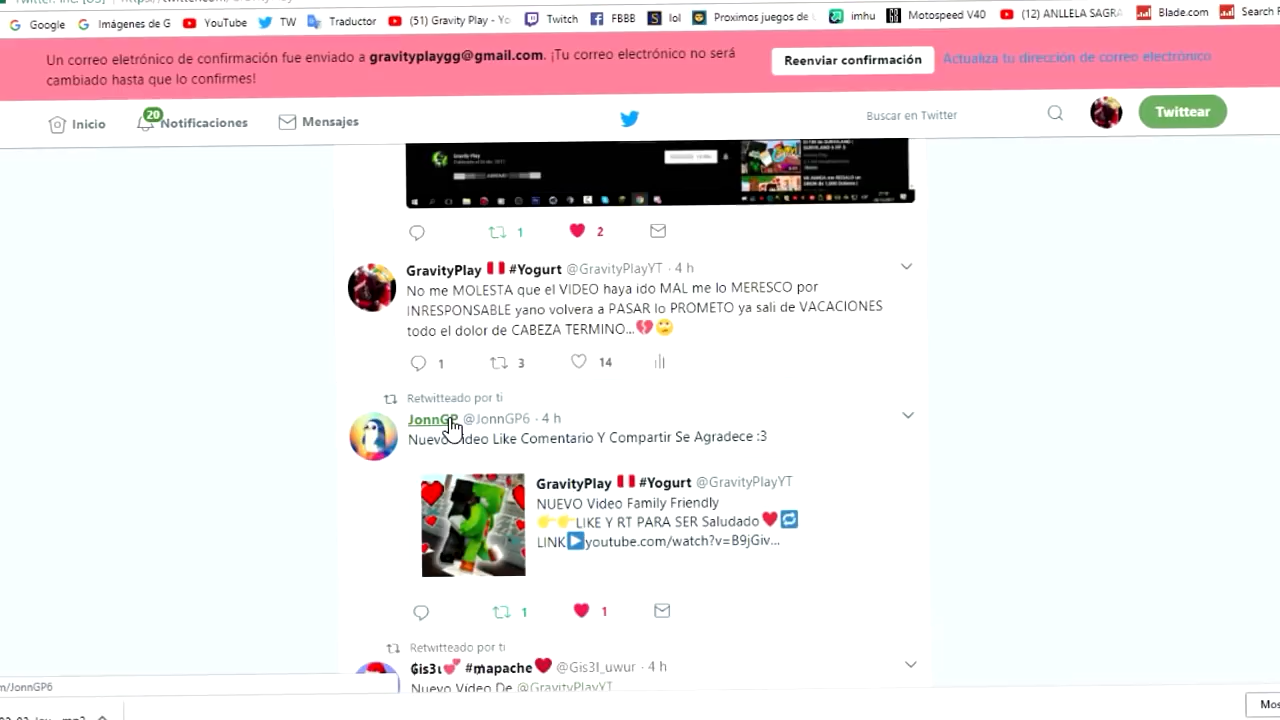 Google Imágenes de G YouTube TW Traductor (51) Gravity Play - Yo Twitch FBBB lol Proximos juegos de imhu Motospeed V40 (12) ANLLELA SAGRA Blade.com Search
Un correo eletrónico de confirmación fue enviado a gravityplaygg@gmail.com. ¡Tu correo electrónico no será
cambiado hasta que lo confirmes!
Reenviar confirmación
Actualiza tu dirección de correo electrónico
Inicio
20
Notificaciones
Mensajes
Buscar en Twitter
Twittear
Gravity Play
1 2
GravityPlay 🇵🇪 #Yogurt @GravityPlayYT · 4 h
No me MOLESTA que el VIDEO haya ido MAL me lo MERESCO por
INRESPONSABLE yano volvera a PASAR lo PROMETO ya sali de VACACIONES
todo el dolor de CABEZA TERMINO...💔🙄
1 3 14
Retwitteado por ti
JonnGP @JonnGP6 · 4 h
Nuevo Video Like Comentario Y Compartir Se Agradece :3
GravityPlay 🇵🇪 #Yogurt @GravityPlayYT
NUEVO Video Family Friendly
👉👉LIKE Y RT PARA SER Saludado❤🔁
LINK▶youtube.com/watch?v=B9jGiv...
1 1
Retwitteado por ti
₲is3ι💕 #mapache❤ @Gis3l_uwur · 4 h
Nuevo Vídeo De @GravityPlayYT
m/JonnGP6
Mos